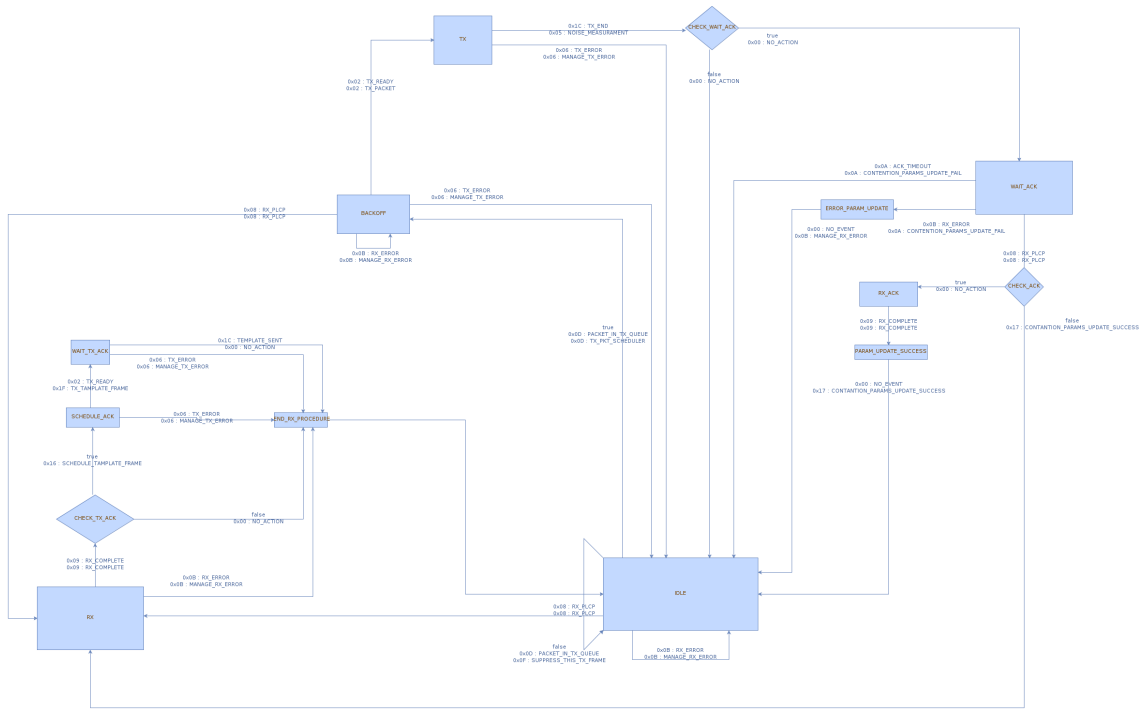 TX
0x1C : TX_END
0x05 : NOISE_MEASURAMENT
CHECK_WAIT_ACK
true
0x00 : NO_ACTION
0x06 : TX_ERROR
0x06 : MANAGE_TX_ERROR
false
0x00 : NO_ACTION
0x02 : TX_READY
0x02 : TX_PACKET
0x0A : ACK_TIMEOUT
0x0A : CONTENTION_PARAMS_UPDATE_FAIL
WAIT_ACK
0x06 : TX_ERROR
0x06 : MANAGE_TX_ERROR
0x08 : RX_PLCP
0x08 : RX_PLCP
BACKOFF
ERROR_PARAM_UPDATE
0x00 : NO_EVENT
0x0B : MANAGE_RX_ERROR
0x0B : RX_ERROR
0x0A : CONTENTION_PARAMS_UPDATE_FAIL
0x0B : RX_ERROR
0x0B : MANAGE_RX_ERROR
0x08 : RX_PLCP
0x08 : RX_PLCP
RX_ACK
true
0x00 : NO_ACTION
CHECK_ACK
0x09 : RX_COMPLETE
0x09 : RX_COMPLETE
false
0x17 : CONTANTION_PARAMS_UPDATE_SUCCESS
true
0x0D : PACKET_IN_TX_QUEUE
0x0D : TX_PKT_SCHEDULER
WAIT_TX_ACK
0x1C : TEMPLATE_SENT
0x00 : NO_ACTION
PARAM_UPDATE_SUCCESS
0x06 : TX_ERROR
0x06 : MANAGE_TX_ERROR
0x02 : TX_READY
0x1F : TX_TAMPLATE_FRAME
0x00 : NO_EVENT
0x17 : CONTANTION_PARAMS_UPDATE_SUCCESS
SCHEDULE_ACK
0x06 : TX_ERROR
0x06 : MANAGE_TX_ERROR
END_RX_PROCEDURE
true
0x16 : SCHEDULE_TAMPLATE_FRAME
CHECK_TX_ACK
false
0x00 : NO_ACTION
0x09 : RX_COMPLETE
0x09 : RX_COMPLETE
0x0B : RX_ERROR
0x0B : MANAGE_RX_ERROR
IDLE
RX
0x08 : RX_PLCP
0x08 : RX_PLCP
false
0x0D : PACKET_IN_TX_QUEUE
0x0F : SUPPRESS_THIS_TX_FRAME
0x0B : RX_ERROR
0x0B : MANAGE_RX_ERROR